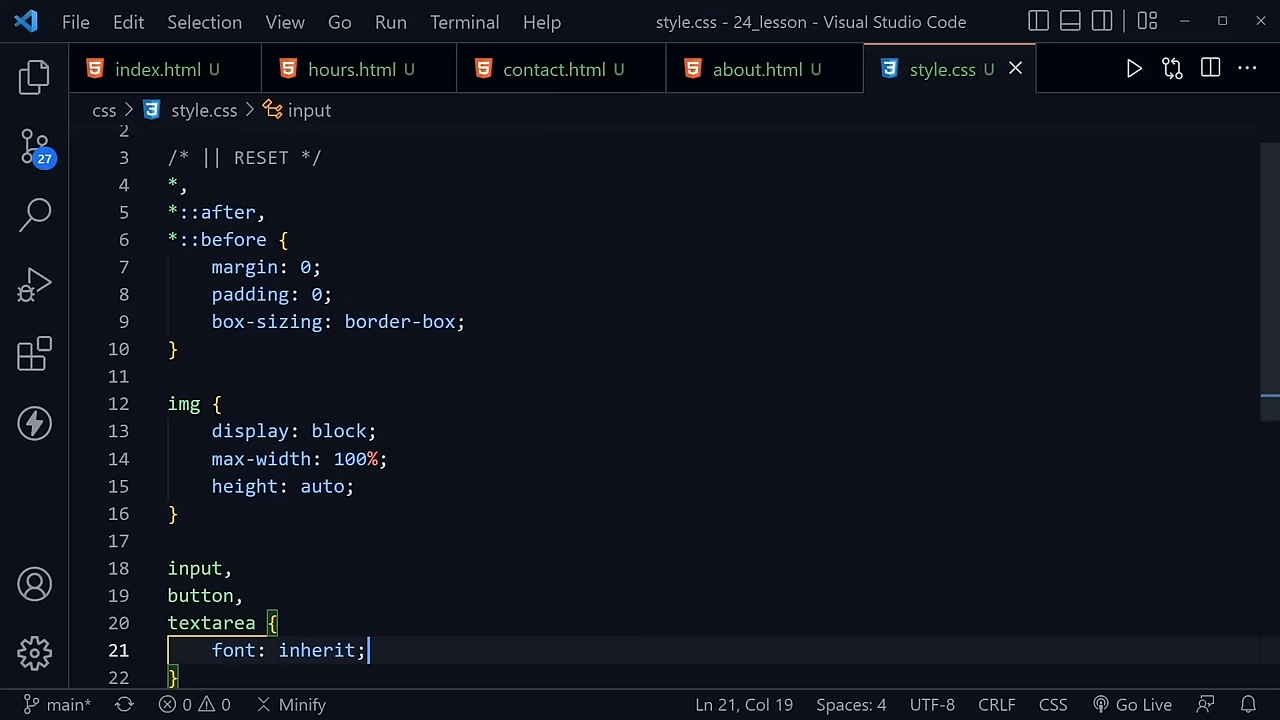 File Edit Selection View Go Run Terminal Help style.css - 24_lesson - Visual Studio Code
index.html U hours.html U contact.html U about.html U style.css U
css > style.css > input
2
3 /* || RESET */
4 *,
5 *::after,
6 *::before {
7 margin: 0;
8 padding: 0;
9 box-sizing: border-box;
10 }
11
12 img {
13 display: block;
14 max-width: 100%;
15 height: auto;
16 }
17
18 input,
19 button,
20 textarea {
21 font: inherit;
22 }
27
main* 0 0 Minify Ln 21, Col 19 Spaces: 4 UTF-8 CRLF CSS Go Live